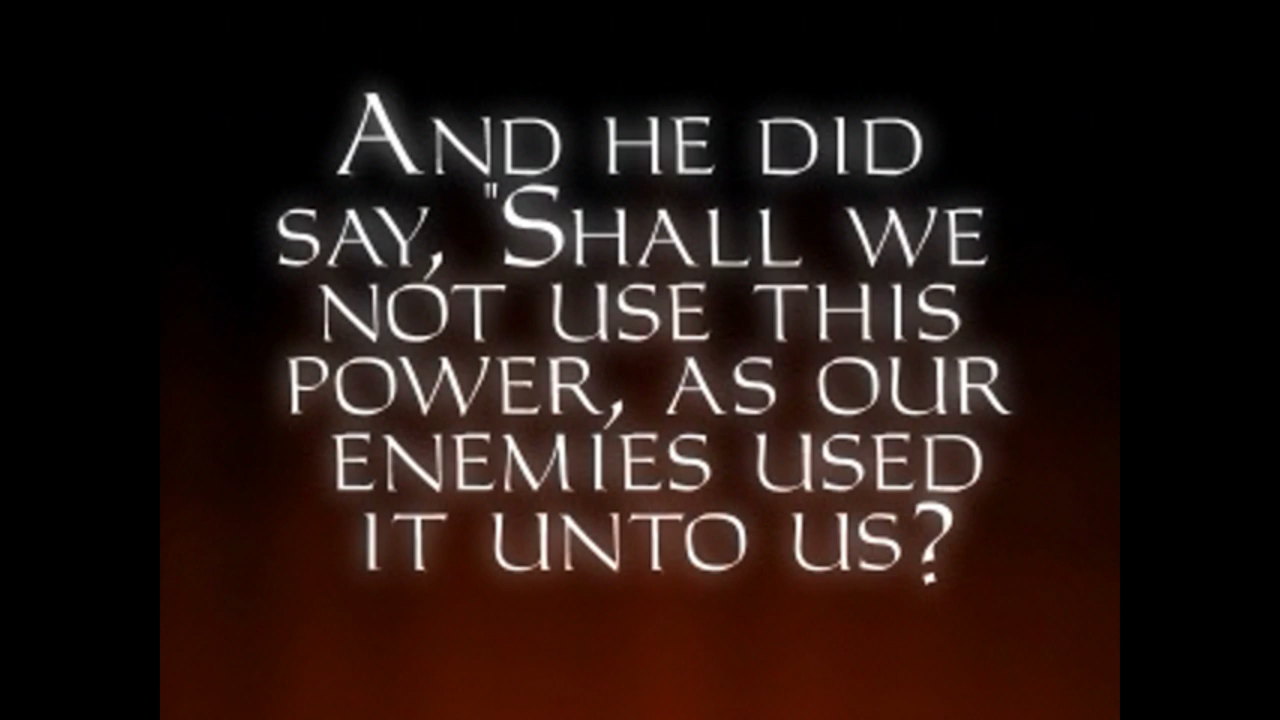 And he did
say, "Shall we
not use this
power, as our
enemies used
it unto us?